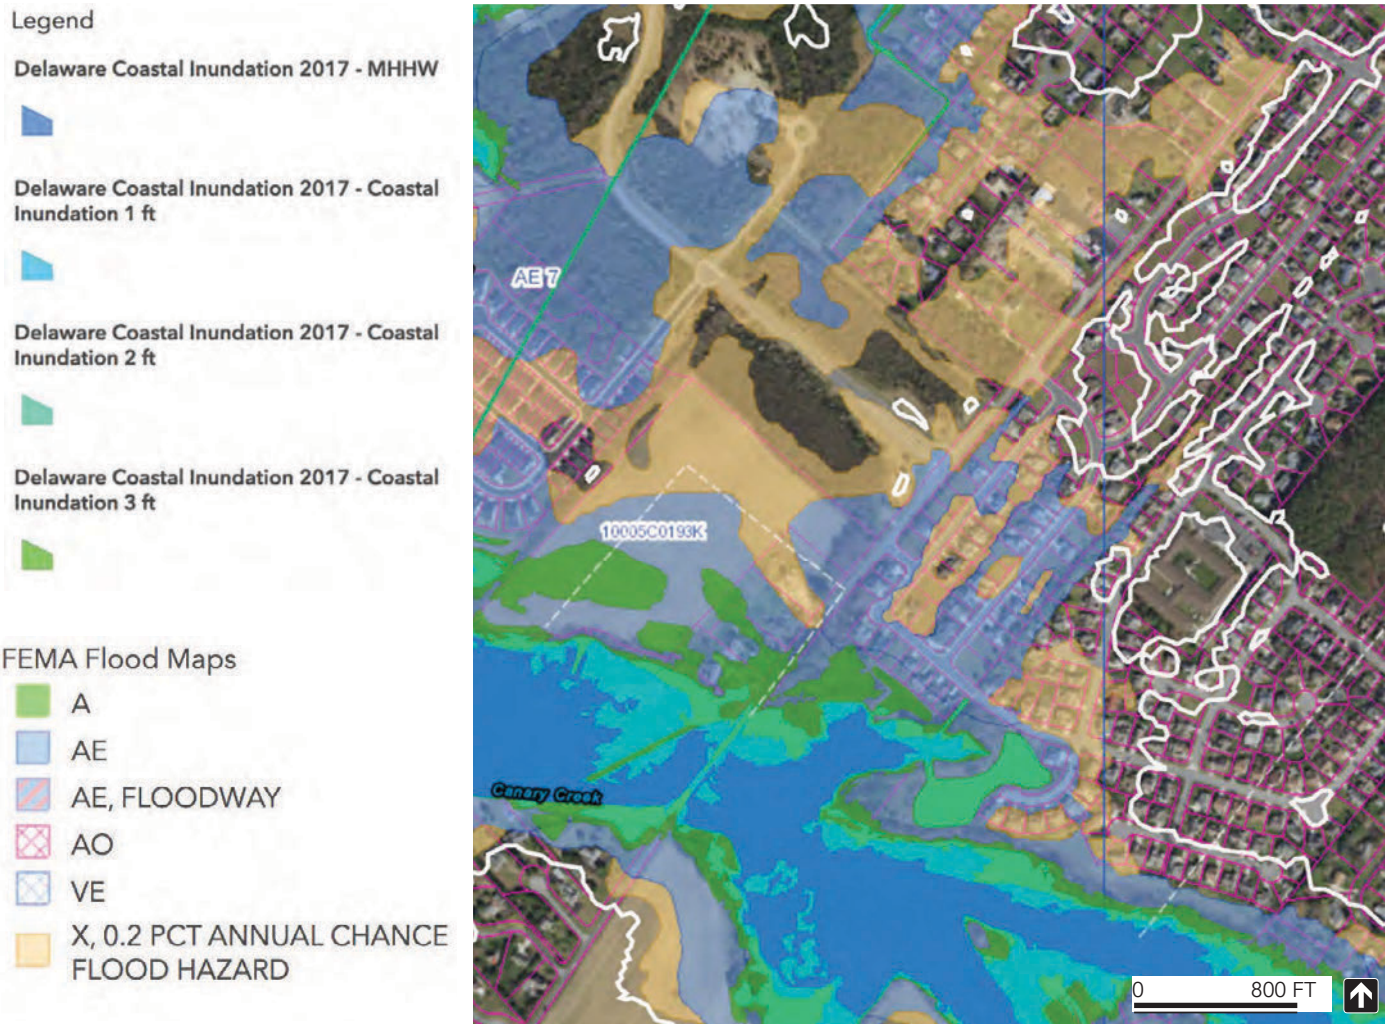 Legend
Delaware Coastal Inundation 2017 - MHHW
Delaware Coastal Inundation 2017 - Coastal
Inundation 1 ft
Delaware Coastal Inundation 2017 - Coastal
Inundation 2 ft
Delaware Coastal Inundation 2017 - Coastal
Inundation 3 ft
FEMA Flood Maps
A
AE
AE, FLOODWAY
AO
VE
X, 0.2 PCT ANNUAL CHANCE
FLOOD HAZARD
AE 7
10005C0193K
Canary Creek
0 800 FT